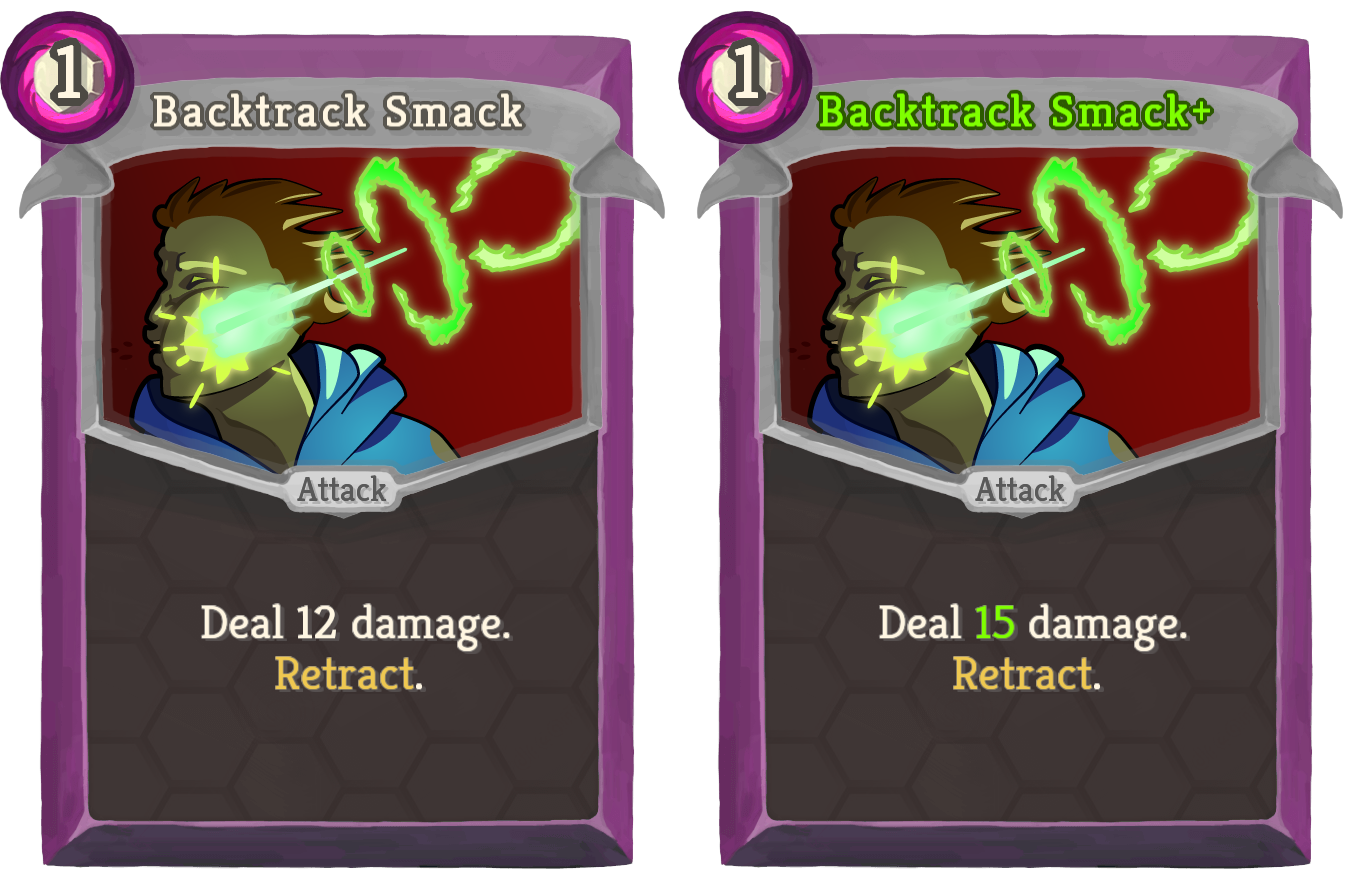 1
Backtrack Smack
Attack
Deal 12 damage.
Retract.
1
Backtrack Smack+
Attack
Deal 15 damage.
Retract.